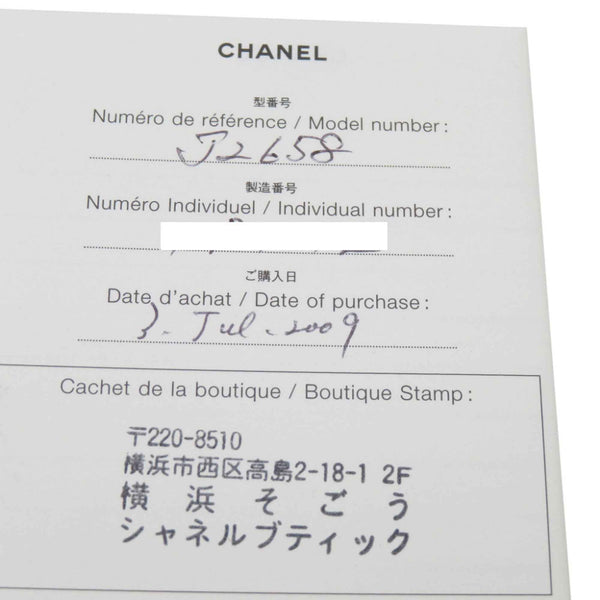 CHANEL
型番号
Numéro de référence / Model number:
J2658
製造番号
Numéro Individuel / Individual number:
ご購入日
Date d'achat / Date of purchase:
3. Jul. 2009
Cachet de la boutique / Boutique Stamp:
〒220-8510
横浜市西区高島2-18-1 2F
横浜そごう
シャネルブティック